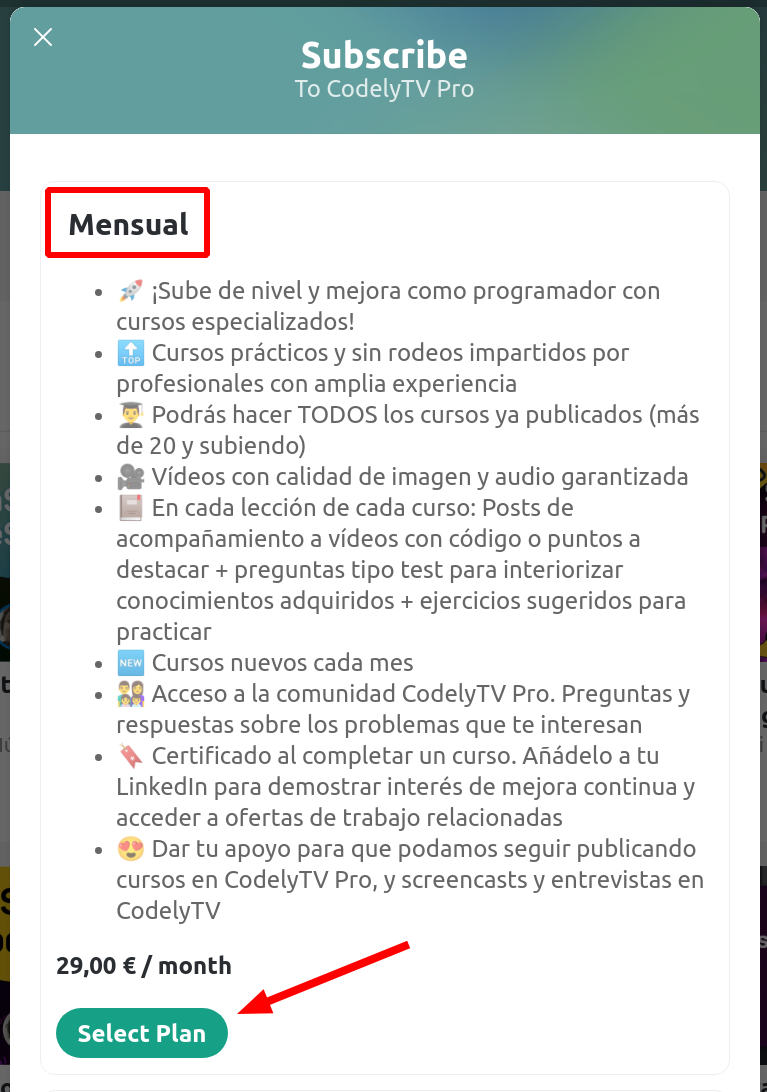 Subscribe
To CodelyTV Pro
Mensual
🚀 ¡Sube de nivel y mejora como programador con
cursos especializados!
🔝 Cursos prácticos y sin rodeos impartidos por
profesionales con amplia experiencia
👨‍🎓 Podrás hacer TODOS los cursos ya publicados (más
de 20 y subiendo)
🎥 Vídeos con calidad de imagen y audio garantizada
📔 En cada lección de cada curso: Posts de
acompañamiento a vídeos con código o puntos a
destacar + preguntas tipo test para interiorizar
conocimientos adquiridos + ejercicios sugeridos para
practicar
🆕 Cursos nuevos cada mes
👨‍👩‍👧‍👦 Acceso a la comunidad CodelyTV Pro. Preguntas y
respuestas sobre los problemas que te interesan
🔖 Certificado al completar un curso. Añádelo a tu
LinkedIn para demostrar interés de mejora continua y
acceder a ofertas de trabajo relacionadas
😍 Dar tu apoyo para que podamos seguir publicando
cursos en CodelyTV Pro, y screencasts y entrevistas en
CodelyTV
29,00 € / month
Select Plan